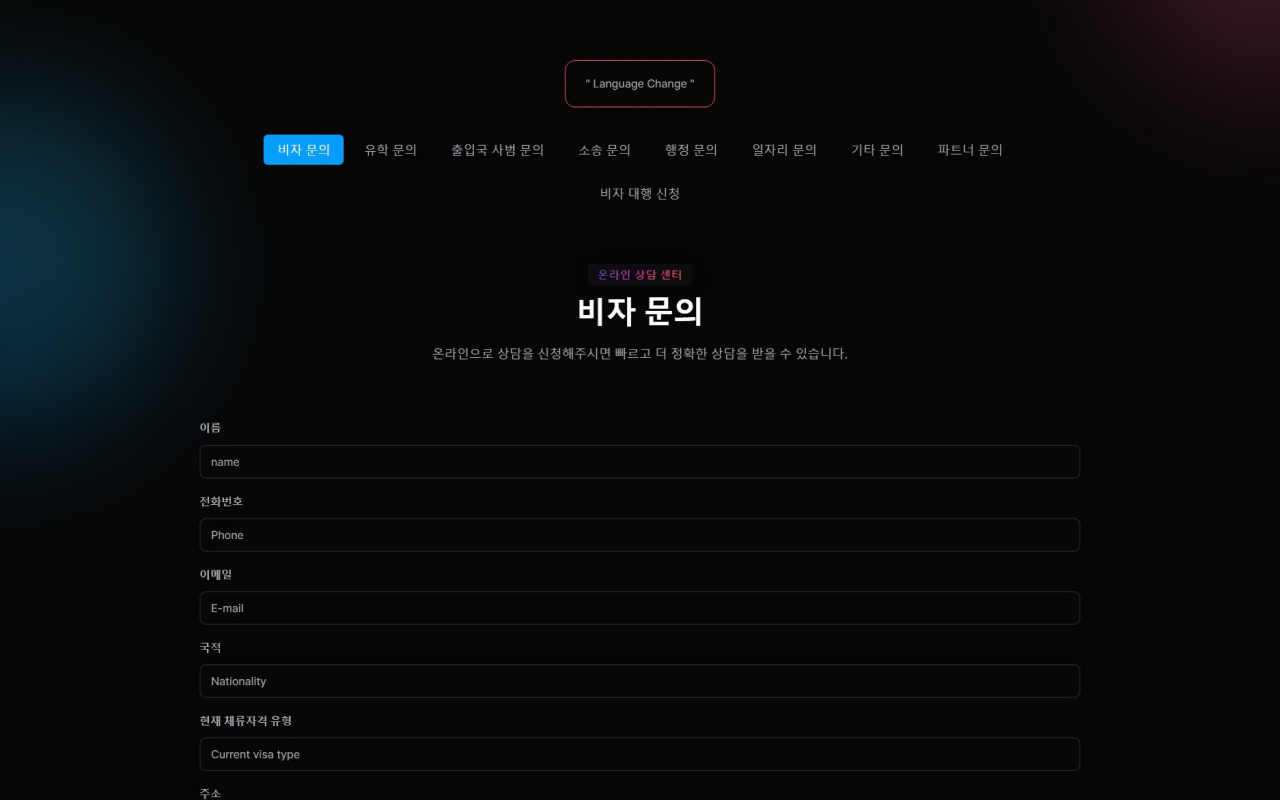 " Language Change "
비자 문의 유학 문의 출입국 사범 문의 소송 문의 행정 문의 일자리 문의 기타 문의 파트너 문의
비자 대행 신청
온라인 상담 센터
비자 문의
온라인으로 상담을 신청해주시면 빠르고 더 정확한 상담을 받을 수 있습니다.
이름
name
전화번호
Phone
이메일
E-mail
국적
Nationality
현재 체류자격 유형
Current visa type
주소